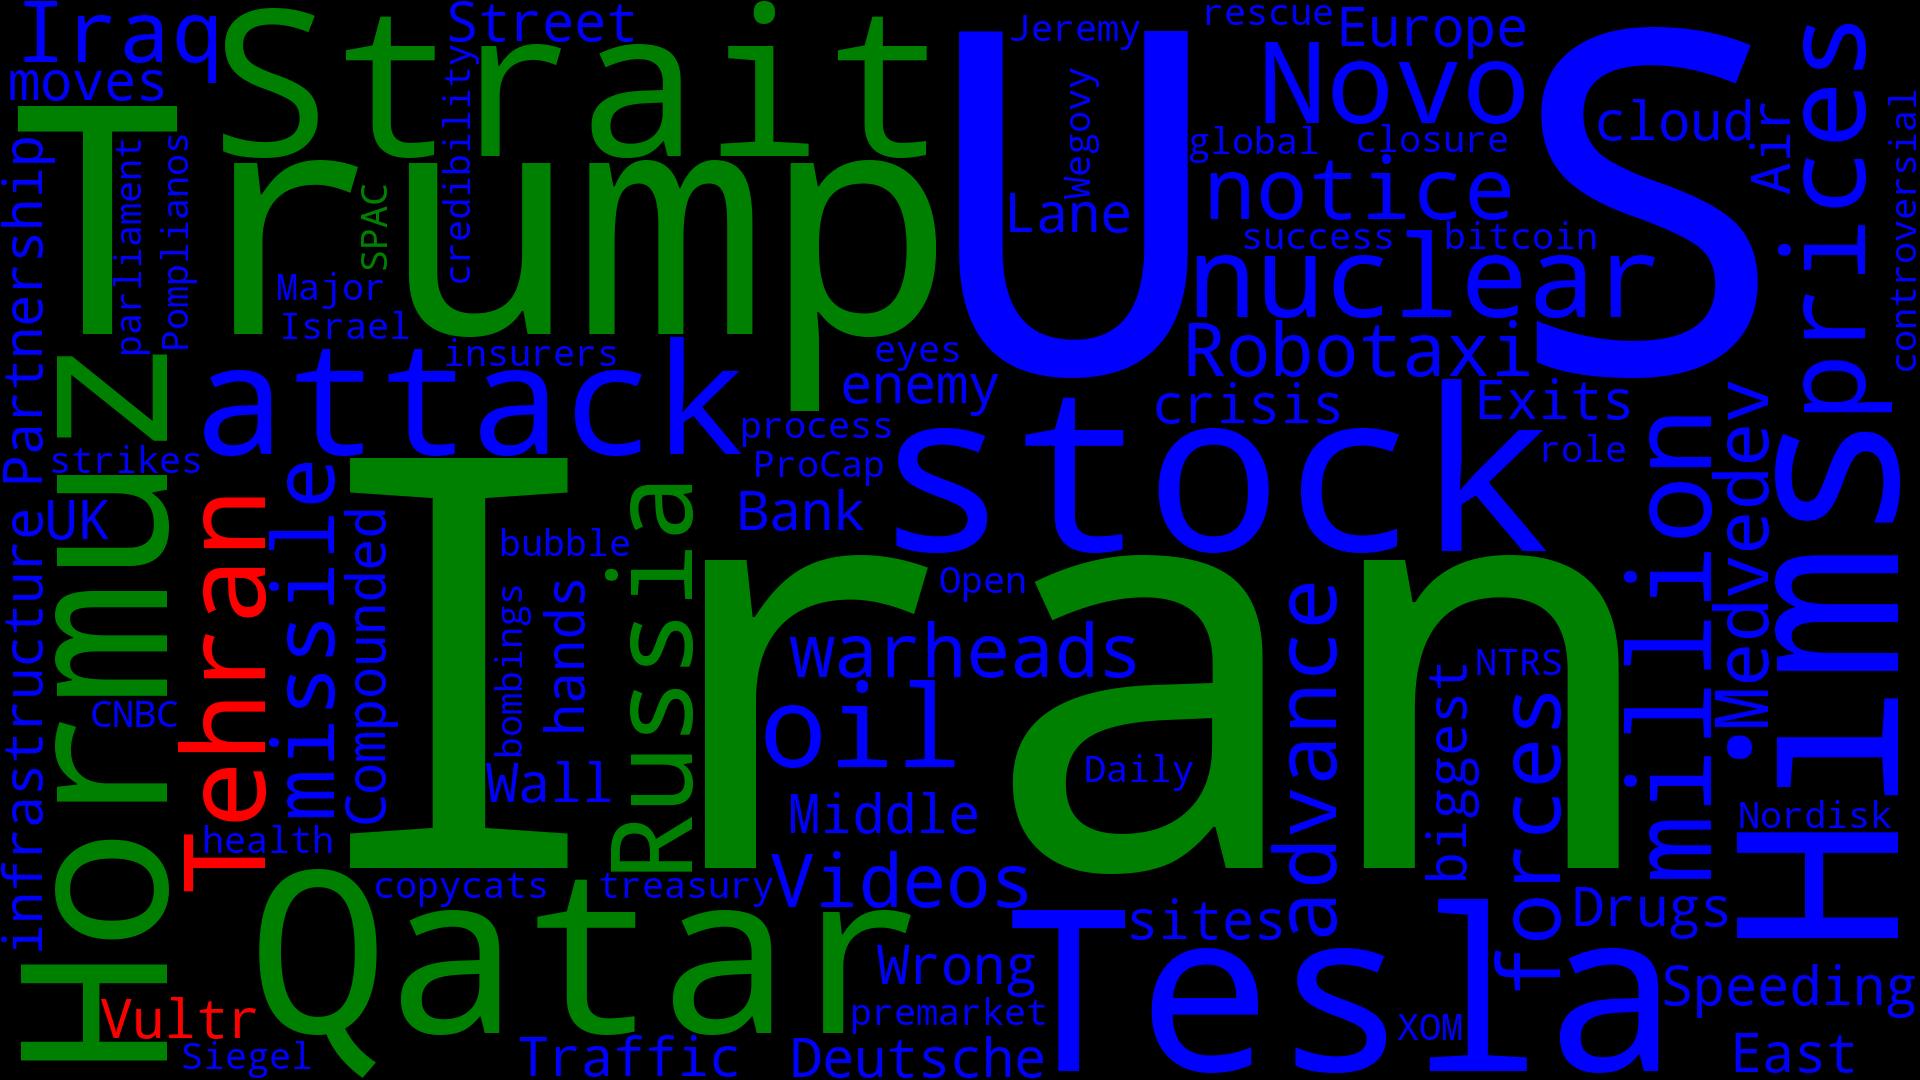 Iraq
Strait
Street
Jeremy
rescue
Europe
moves
Trump
US
Novo
cloud
Air
prices
controversial
credibility
Wegovy
global
closure
parliament
Pomplianos
SPAC
Lane
notice
success
bitcoin
Major
Israel
nuclear
Partnership
insurers
eyes
enemy
Robotaxi
Hormuz
attack
process
crisis
Exits
stock
role
Medvedev
strikes
ProCap
UK
Tehran
missile
Compounded
Bank
Iran
bubble
Russia
Open
million
Hims
infrastructure
bombings
hands
warheads
advance
NTRS
CNBC
oil
biggest
forces
Wall
Daily
Middle
Nordisk
health
copycats
treasury
Videos
Drugs
Qatar
sites
Tesla
Wrong
Speeding
Vultr
premarket
XOM
Siegel
Traffic
Deutsche
East